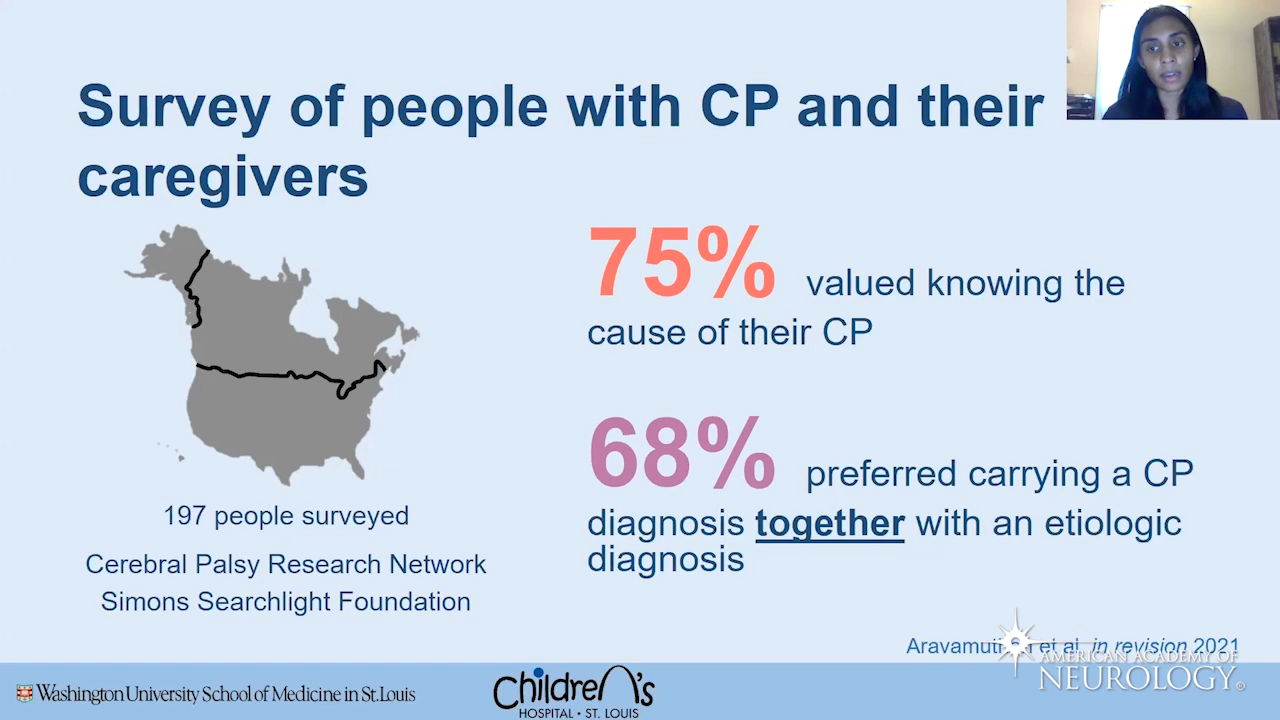 Survey of people with CP and their
caregivers
75% valued knowing the
cause of their CP
68% preferred carrying a CP
diagnosis together with an etiologic
diagnosis
197 people surveyed
Cerebral Palsy Research Network
Simons Searchlight Foundation
et al in revision 2021
AMERICAN ACADEMY OF
NEUROLOGY®
Washington University School of Medicine in St. Louis
Children's
HOSPITAL • ST. LOUIS